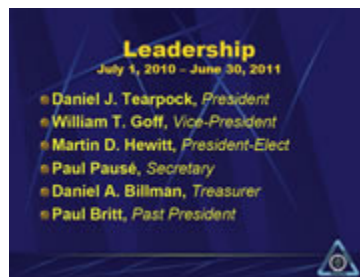 Leadership
July 1, 2010 – June 30, 2011
Daniel J. Tearpock, President
William T. Goff, Vice-President
Martin D. Hewitt, President-Elect
Paul Pausé, Secretary
Daniel A. Billman, Treasurer
Paul Britt, Past President